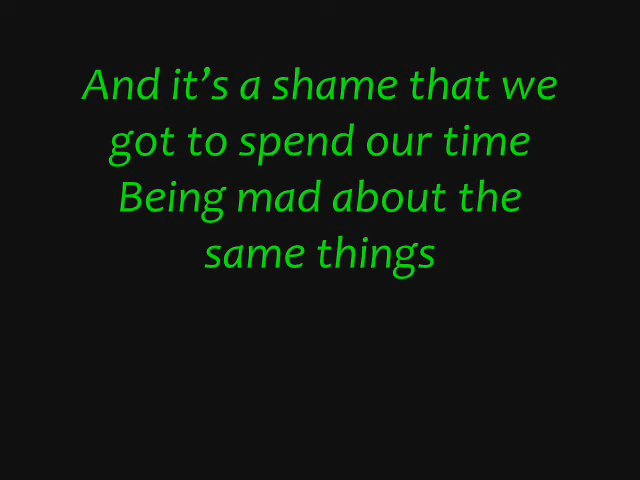 And it’s a shame that we
got to spend our time
Being mad about the
same things